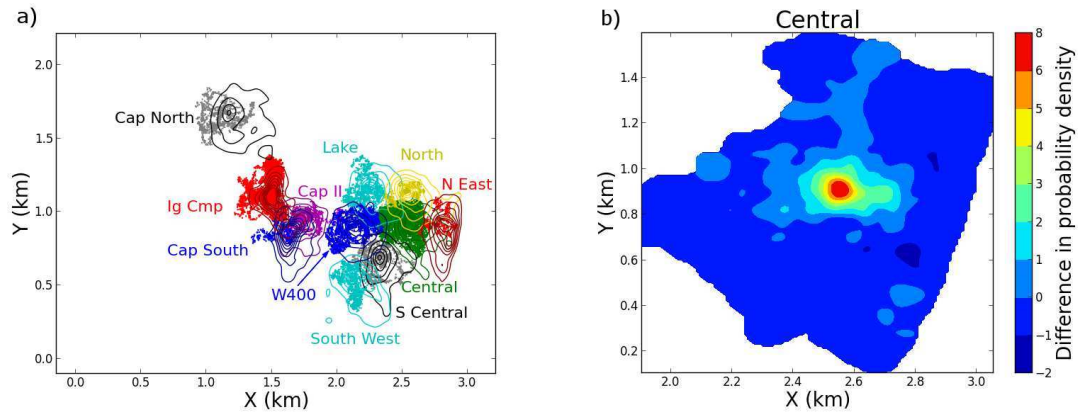 a)
2.0
1.5
1.0
0.5
0.0
Y (km)
0.0 0.5 1.0 1.5 2.0 2.5 3.0
X (km)
Cap North
Lake
North
Cap II
N East
Ig Cmp
Cap South
W400
Central
S Central
South West
b)
Central
1.4
1.2
1.0
0.8
0.6
0.4
0.2
Y (km)
2.0 2.2 2.4 2.6 2.8 3.0
X (km)
8
6
5
4
3
2
1
0
−1
−2
Difference in probability density